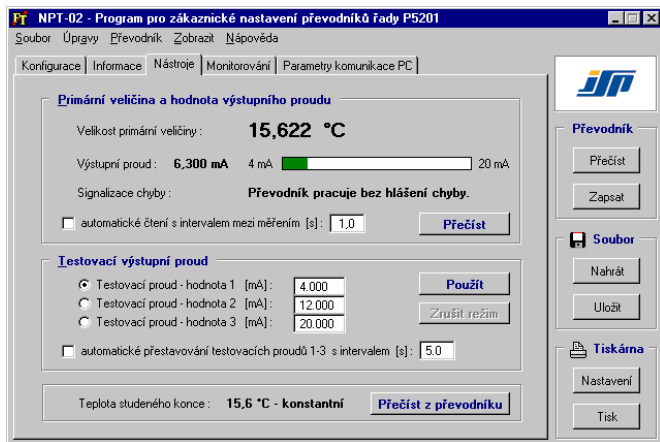 NPT-02 - Program pro zákaznické nastavení převodníků řady P5201
Soubor Úpravy Převodník Zobrazit Nápověda
Konfigurace Informace Nástroje Monitorování Parametry komunikace PC
Primární veličina a hodnota výstupního proudu
Velikost primární veličiny : 15,622 °C
Výstupní proud : 6,300 mA 4 mA 20 mA
Signalizace chyby : Převodník pracuje bez hlášení chyby.
automatické čtení s intervalem mezi měřením [s] : 1,0 Přečíst
Testovací výstupní proud
Testovací proud - hodnota 1 [mA] : 4.000 Použít
Testovací proud - hodnota 2 [mA] : 12.000
Zrušit režim
Testovací proud - hodnota 3 [mA] : 20.000
automatické přestavování testovacích proudů 1-3 s intervalem [s] : 5.0
Teplota studeného konce : 15,6 °C - konstantní Přečíst z převodníku
JSP
Převodník
Přečíst
Zapsat
Soubor
Nahrát
Uložit
Tiskárna
Nastavení
Tisk